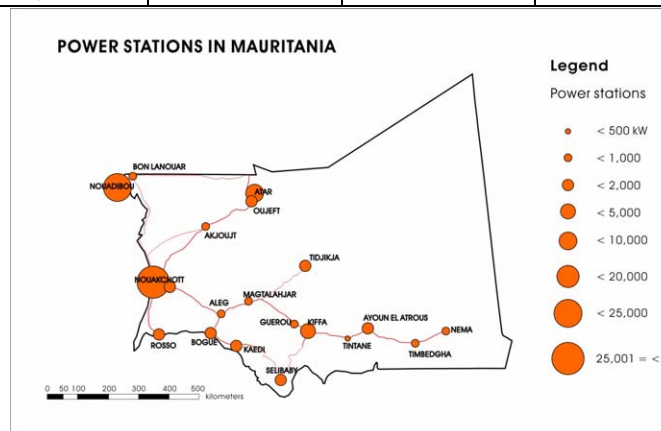 POWER STATIONS IN MAURITANIA
Legend
Power stations
< 500 kW
< 1,000
< 2,000
< 5,000
< 10,000
< 20,000
< 25,000
25,001 = <
BON LANOUAR
NOUADIBOU
ATAR
OUJEFT
AKJOUJT
TIDJIKJA
NOUAKCHOTT
MAGTALAHJAR
ALEG
GUEROU
KIFFA
AYOUN EL ATROUS
NEMA
ROSSO
BOGUE
KAEDI
TINTANE
TIMBEDGHA
SELIBABY
0 50 100 200 300 400 500
kilometers